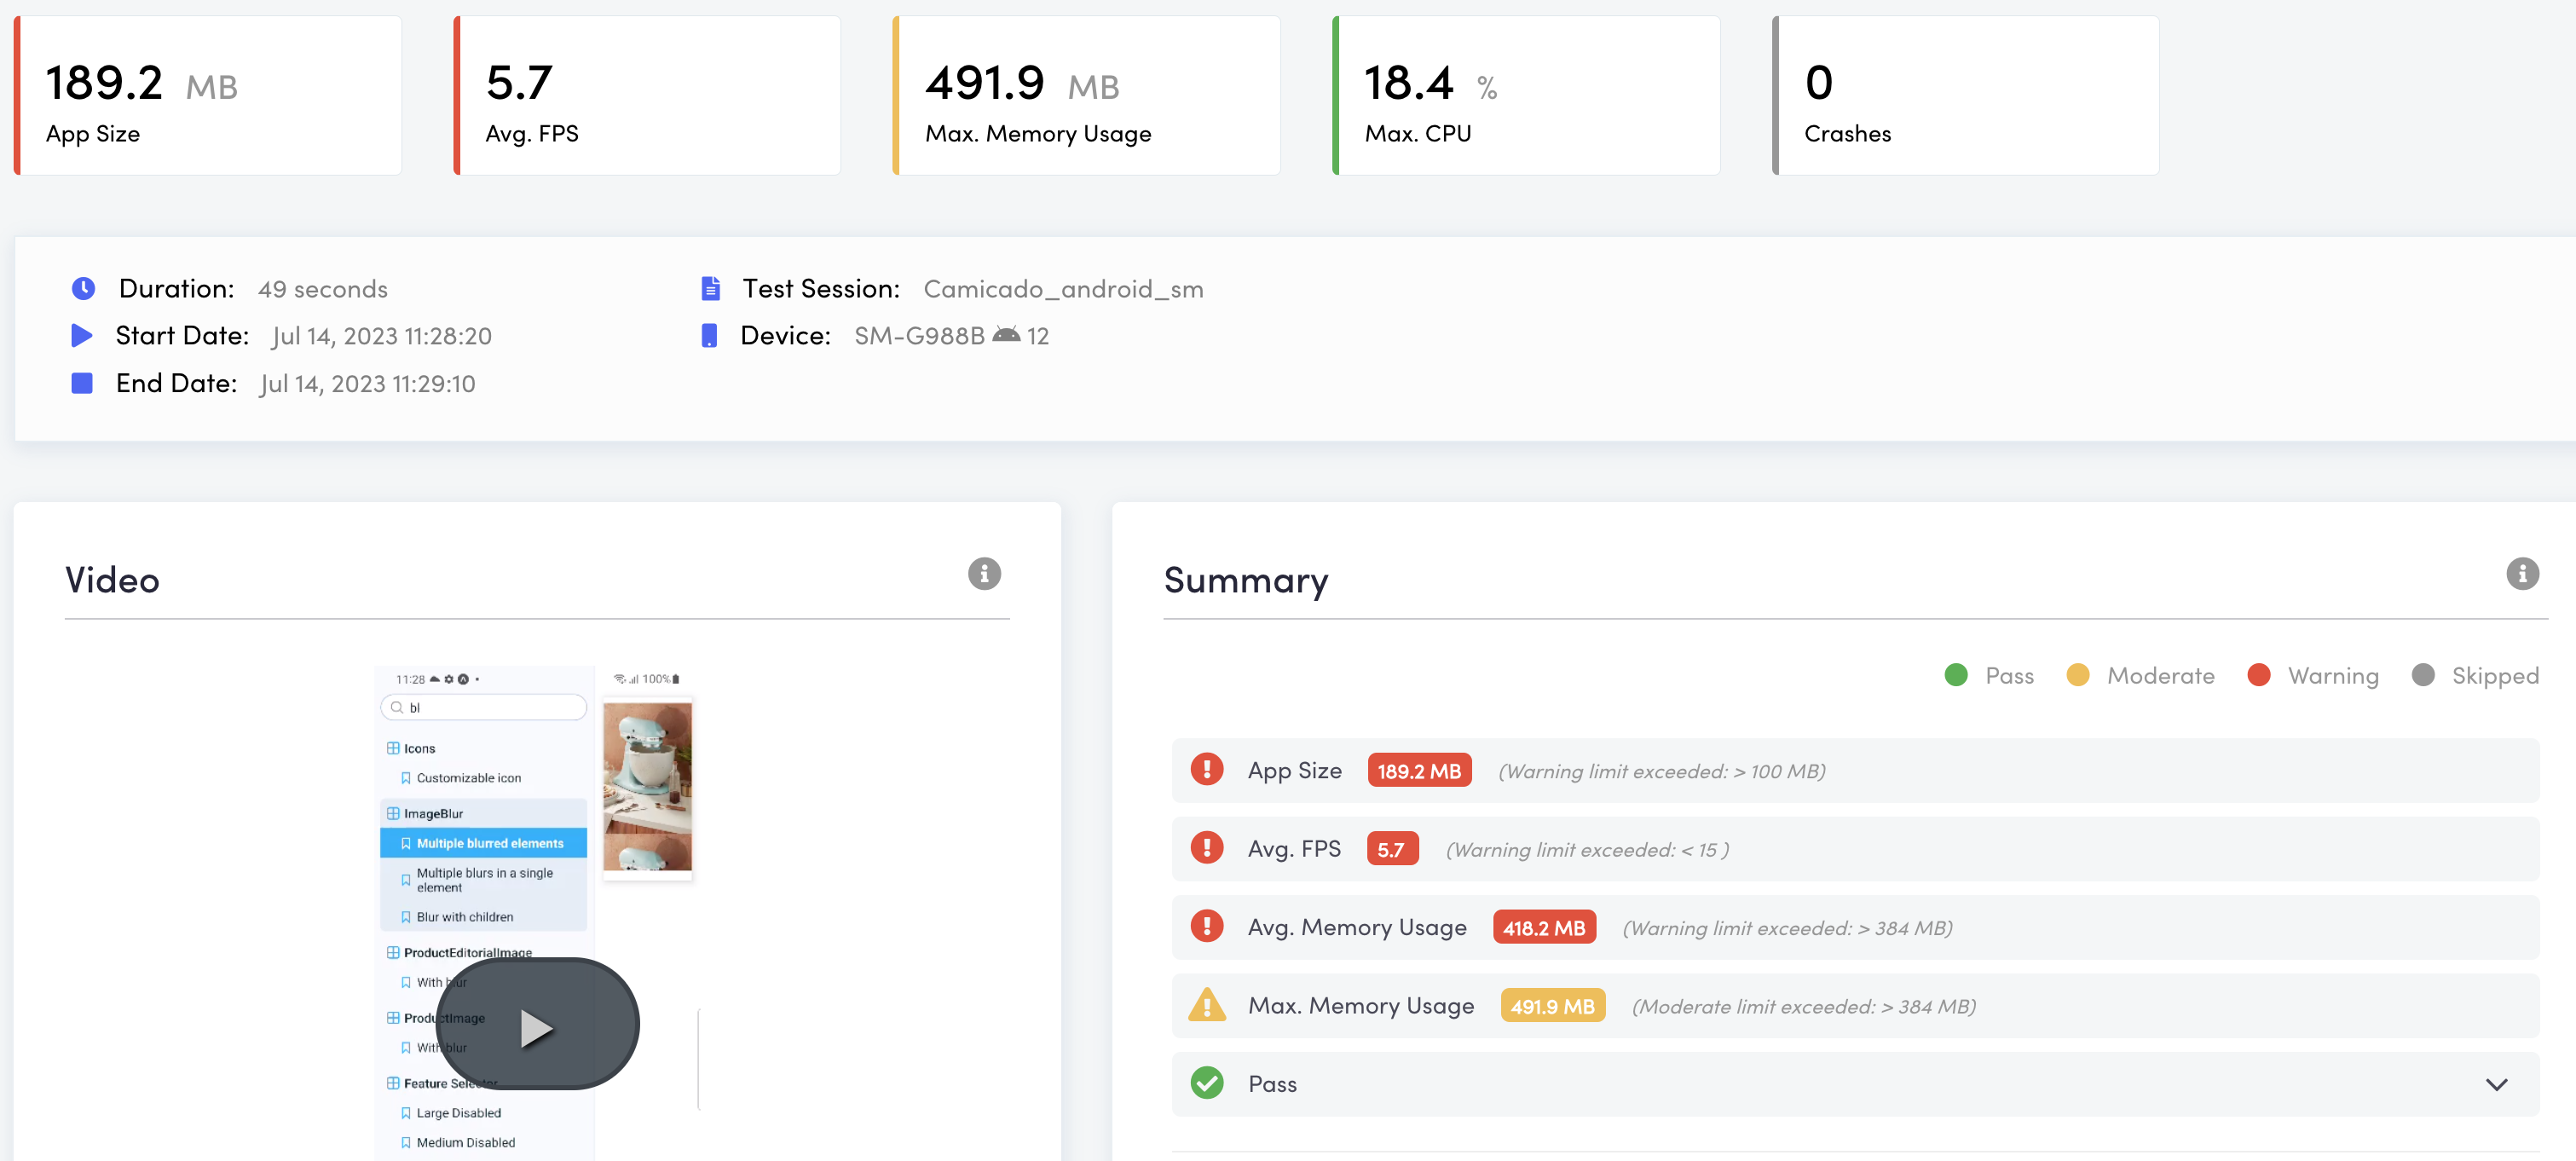 189.2 MB
App Size
5.7
Avg. FPS
491.9 MB
Max. Memory Usage
18.4 %
Max. CPU
0
Crashes
Duration: 49 seconds
Start Date: Jul 14, 2023 11:28:20
End Date: Jul 14, 2023 11:29:10
Test Session: Camicado_android_sm
Device: SM-G988B 12
Video
11:28
100%
bl
Icons
Customizable icon
ImageBlur
Multiple blurred elements
Multiple blurs in a single
element
Blur with children
ProductEditorialImage
With blur
ProductImage
With blur
Feature Selector
Large Disabled
Medium Disabled
Summary
Pass Moderate Warning Skipped
App Size 189.2 MB (Warning limit exceeded: > 100 MB)
Avg. FPS 5.7 (Warning limit exceeded: < 15 )
Avg. Memory Usage 418.2 MB (Warning limit exceeded: > 384 MB)
Max. Memory Usage 491.9 MB (Moderate limit exceeded: > 384 MB)
Pass